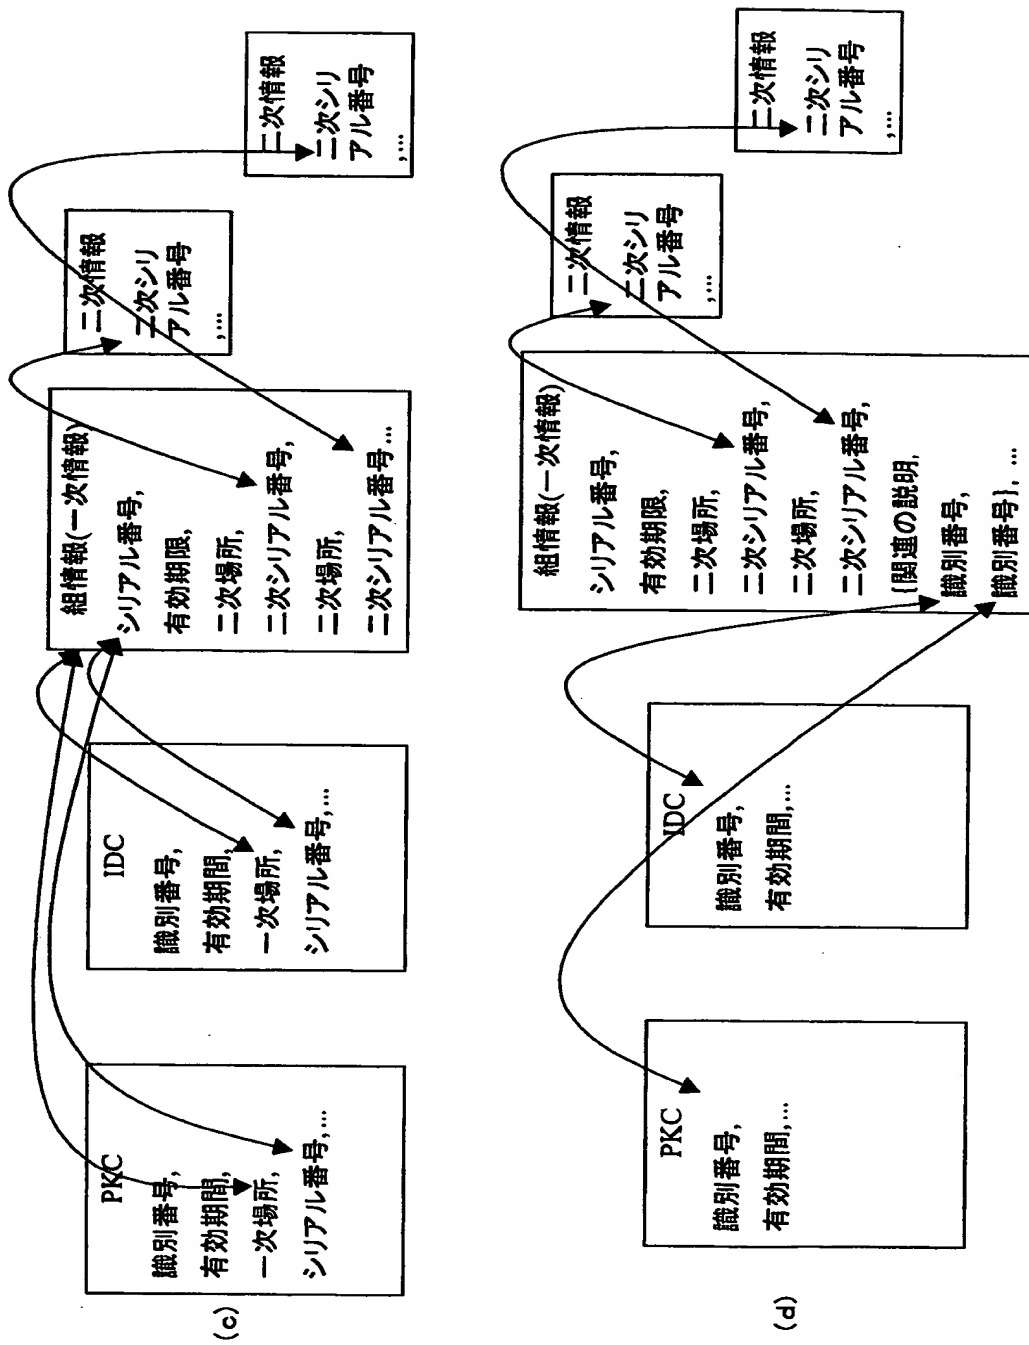 (c)
PKC
識別番号,
有効期間,
一次場所,
シリアル番号,...
IDC
識別番号,
有効期間,
一次場所,
シリアル番号,...
組情報(一次情報)
シリアル番号,
有効期限,
二次場所,
二次シリアル番号,
二次場所,
二次シリアル番号...
二次情報
二次シリ
アル番号
,...
二次情報
二次シリ
アル番号
,...
(d)
PKC
識別番号,
有効期間,...
IDC
識別番号,
有効期間,...
組情報(一次情報)
シリアル番号,
有効期限,
二次場所,
二次シリアル番号,
二次場所,
二次シリアル番号,
{関連の説明,
識別番号,
識別番号}, ...
二次情報
二次シリ
アル番号
,...
二次情報
二次シリ
アル番号
,...